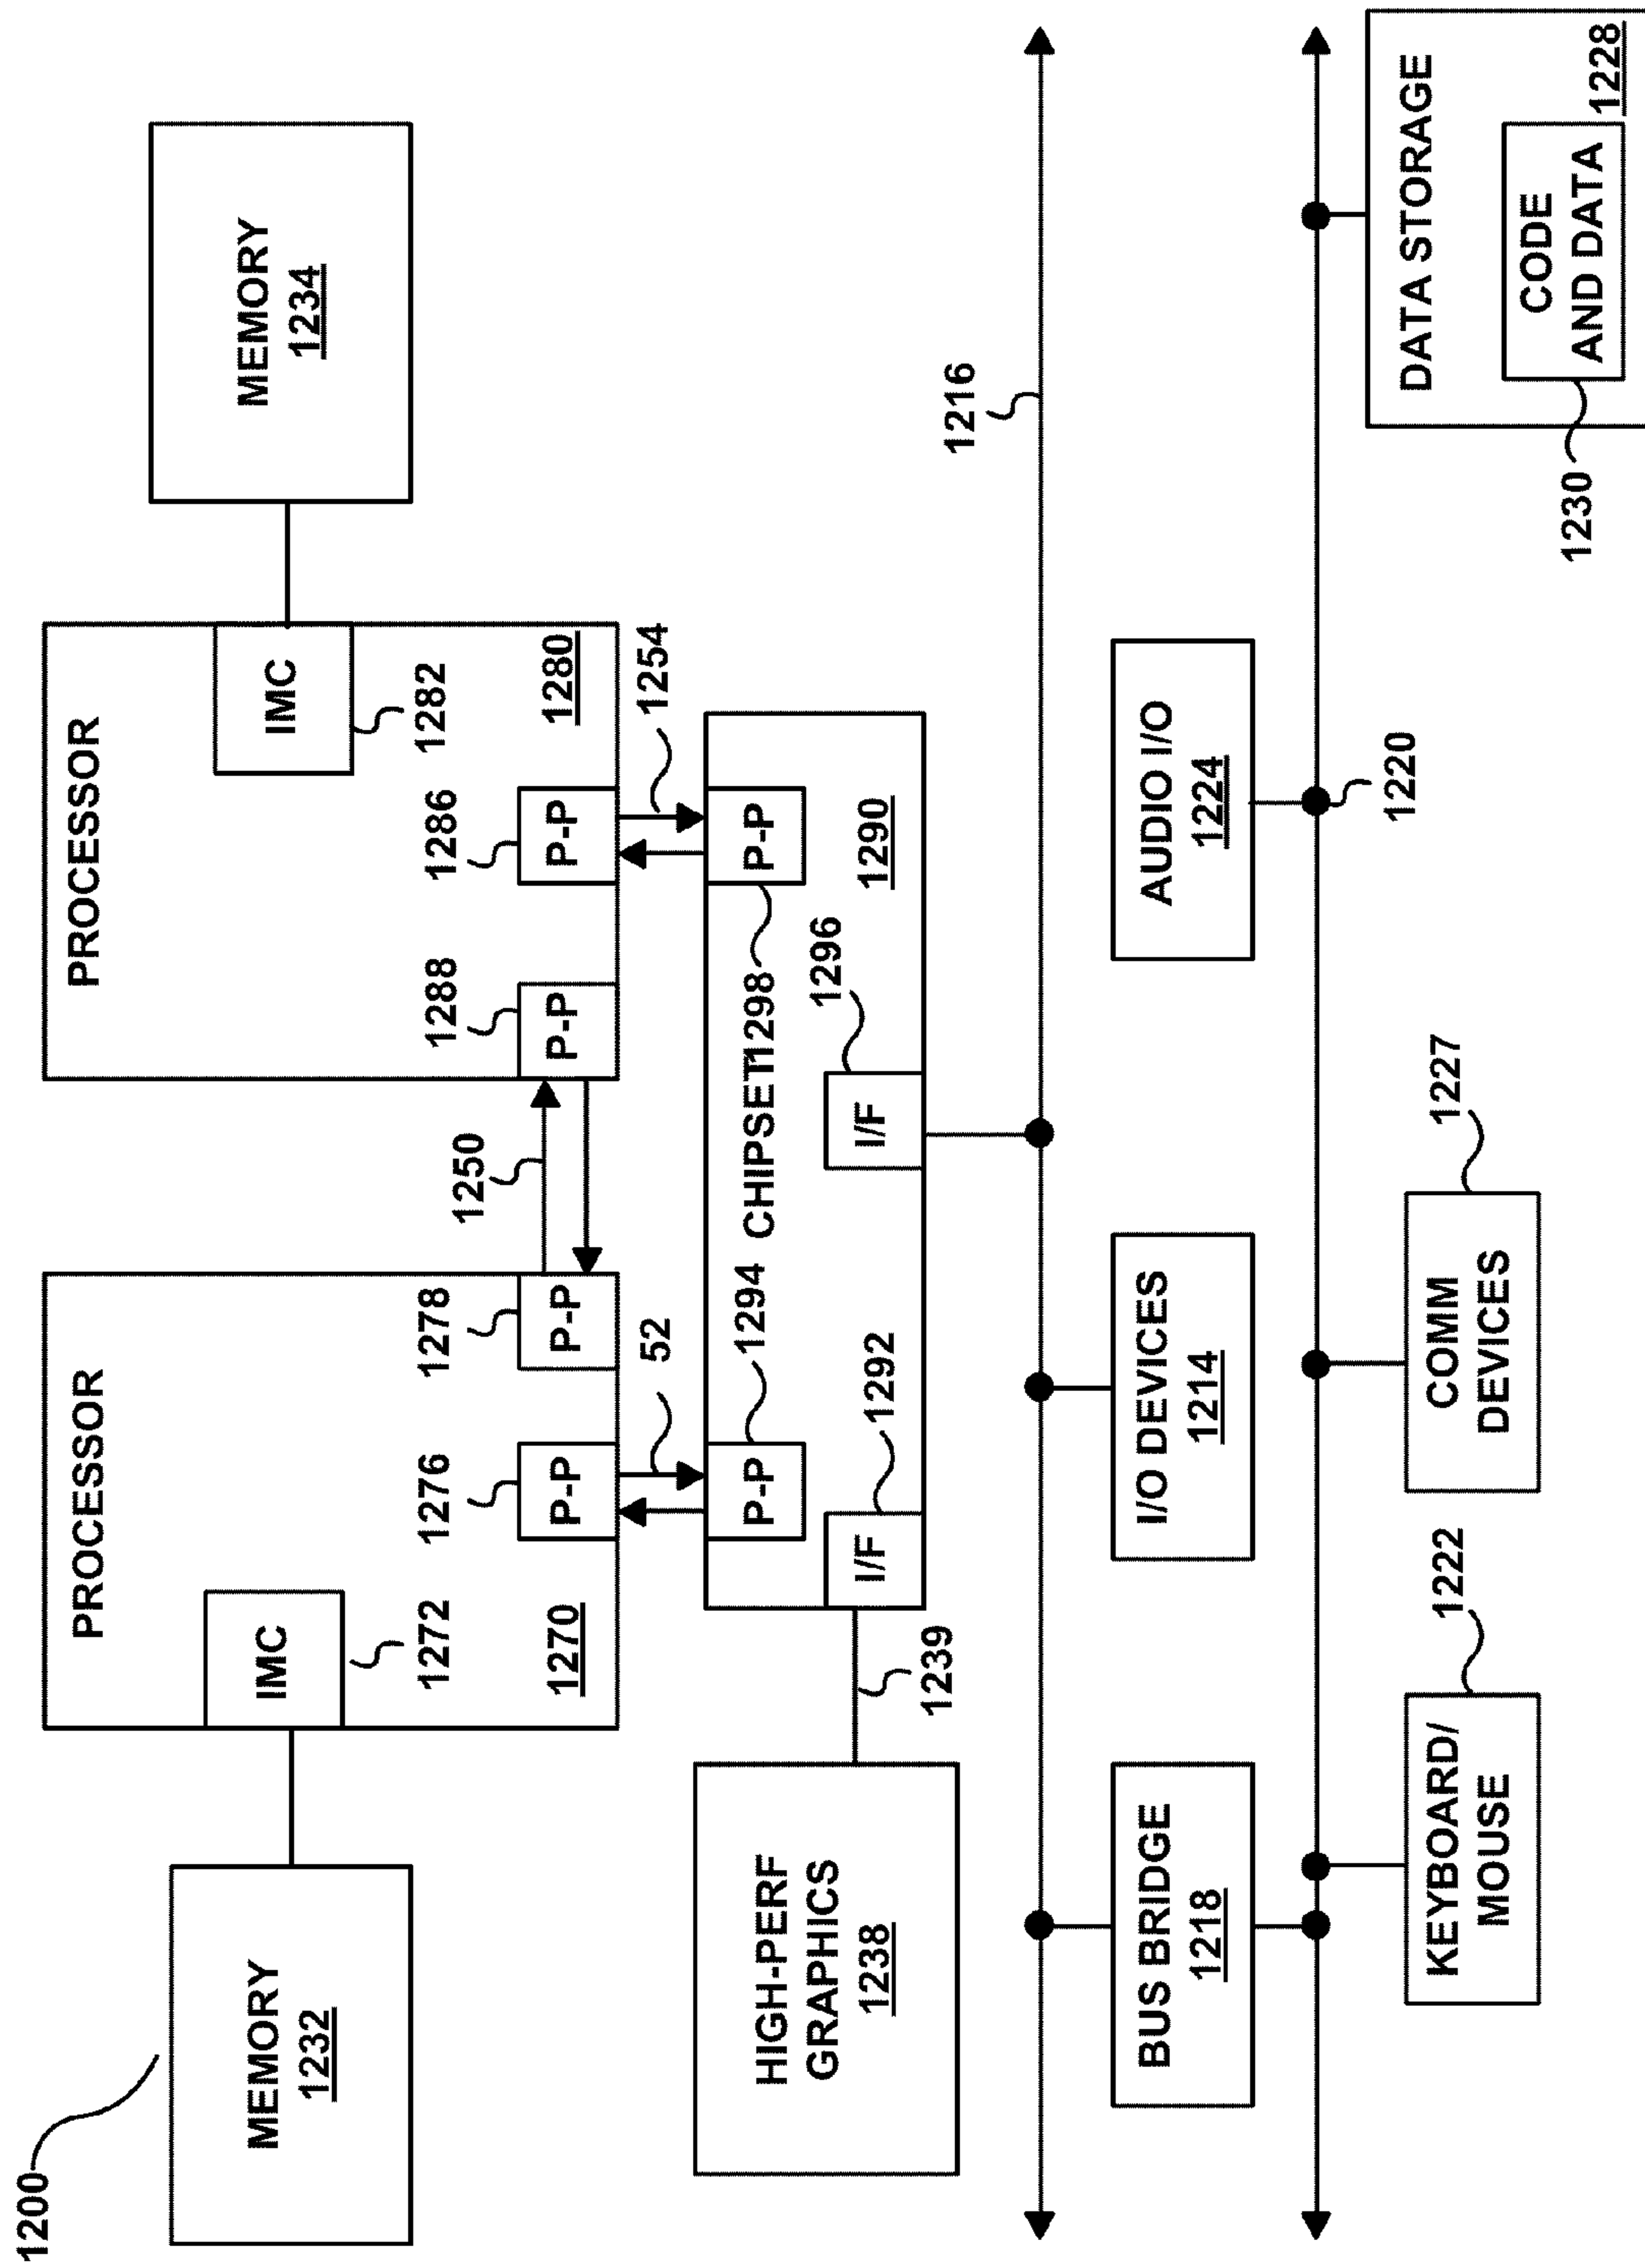 1200
MEMORY
1232
PROCESSOR
IMC
1272
1270
1276
P-P
1278
P-P
1250
PROCESSOR
1288
P-P
1286
P-P
IMC
1282
1280
MEMORY
1234
52
1254
HIGH-PERF
GRAPHICS
1238
1239
P-P
1294
CHIPSET
1298
P-P
1290
I/F
1292
I/F
1296
1216
BUS BRIDGE
1218
I/O DEVICES
1214
AUDIO I/O
1224
1220
KEYBOARD/
MOUSE
1222
COMM
DEVICES
1227
DATA STORAGE
CODE
AND DATA
1228
1230